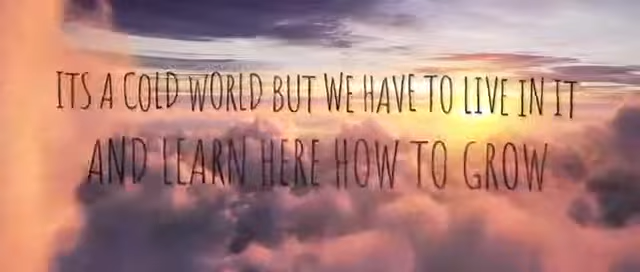 ITS A COLD WORLD BUT WE HAVE TO LIVE IN IT
AND LEARN HERE HOW TO GROW